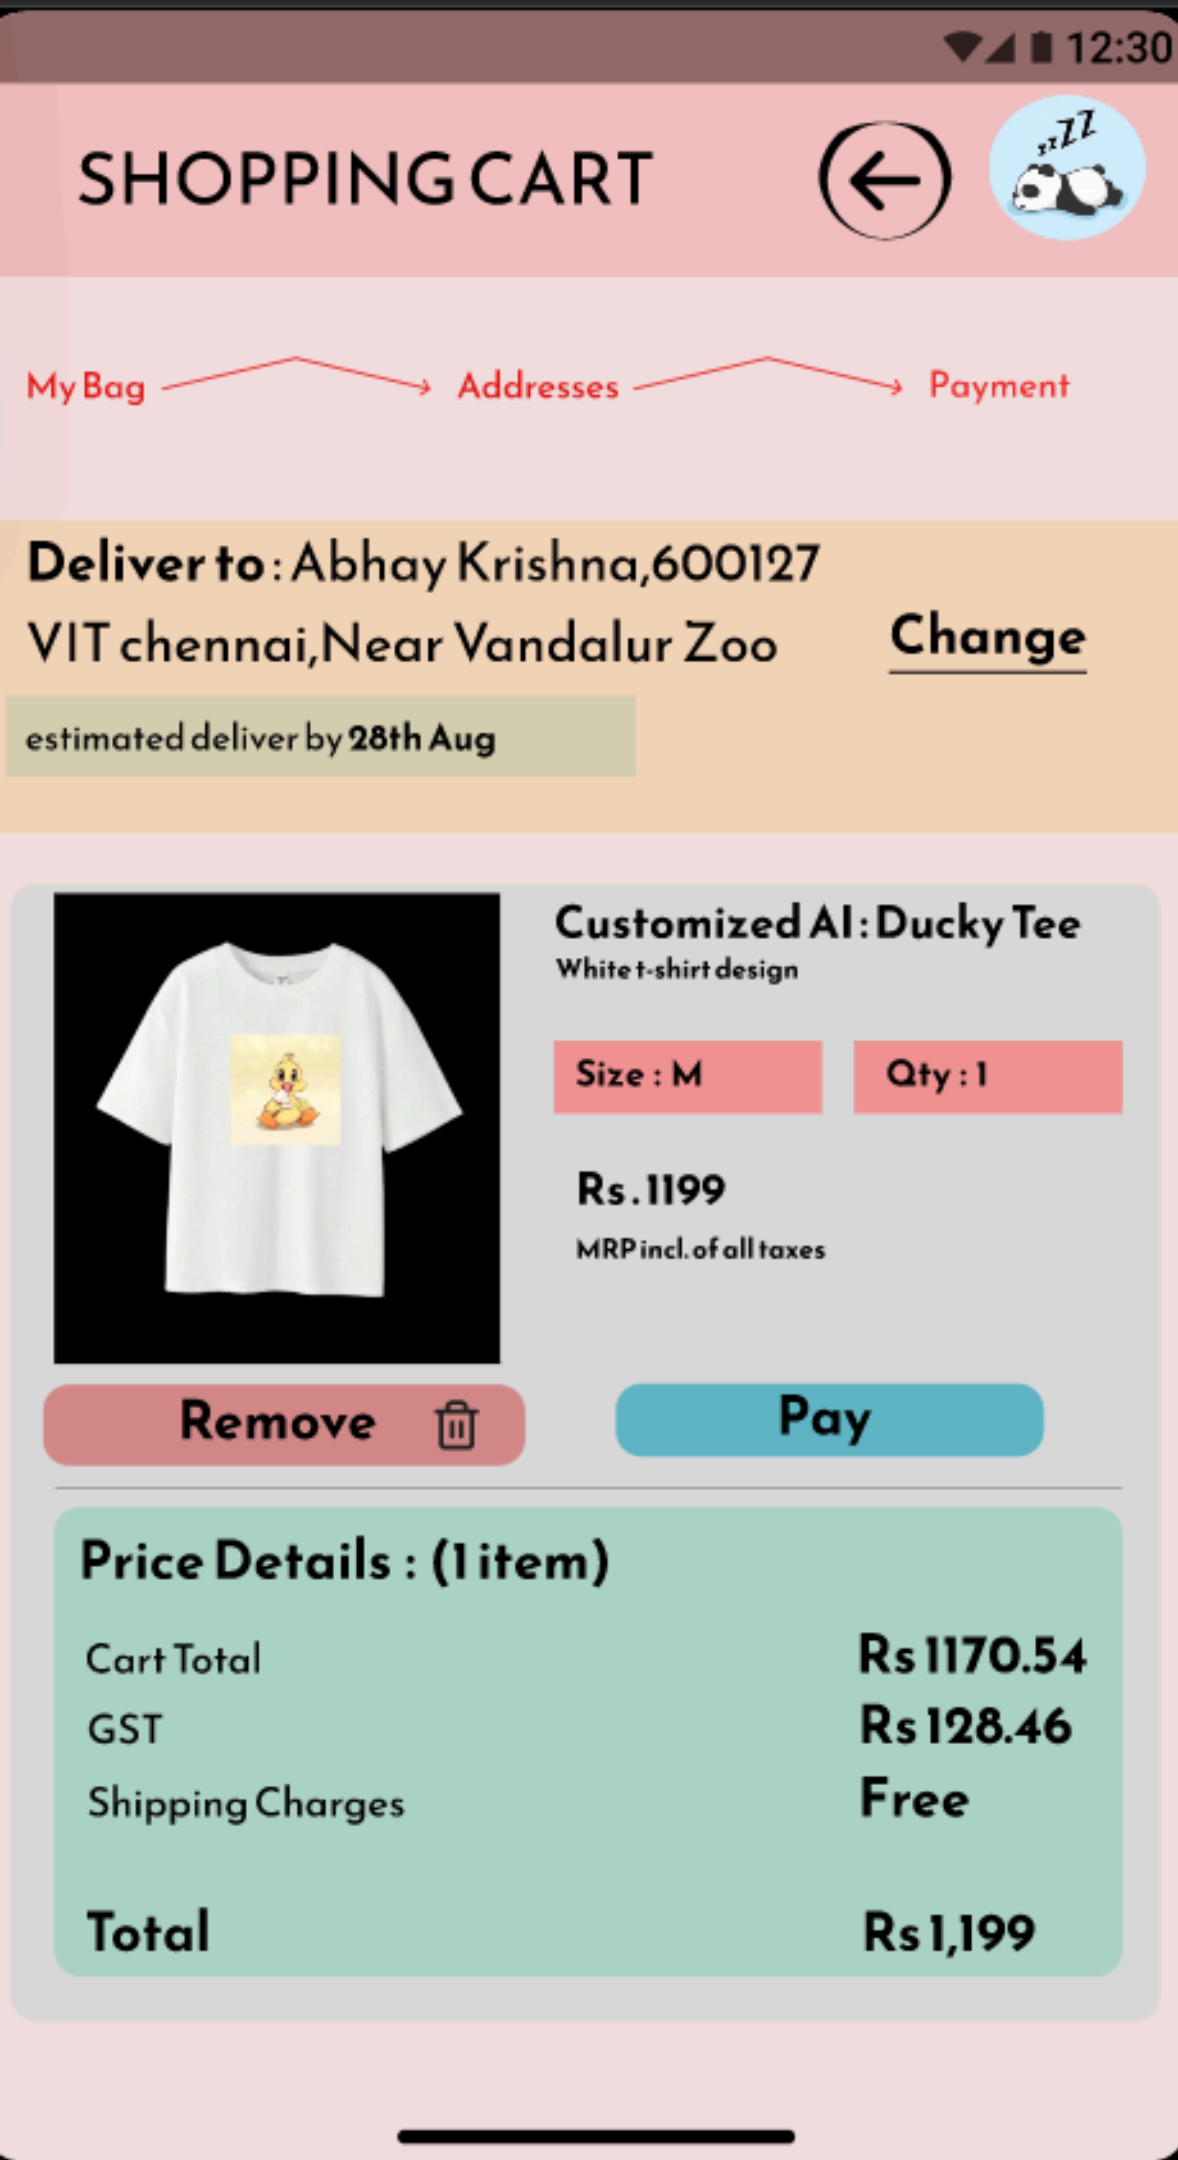 12:30
SHOPPING CART
zzZZ
My Bag Addresses Payment
Deliver to : Abhay Krishna,600127
VIT chennai,Near Vandalur Zoo
Change
estimated deliver by 28th Aug
Customized AI : Ducky Tee
White t-shirt design
Size : M Qty : 1
Rs . 1199
MRP incl. of all taxes
Remove Pay
Price Details : (1 item)
Cart Total Rs 1170.54
GST Rs 128.46
Shipping Charges Free
Total Rs 1,199